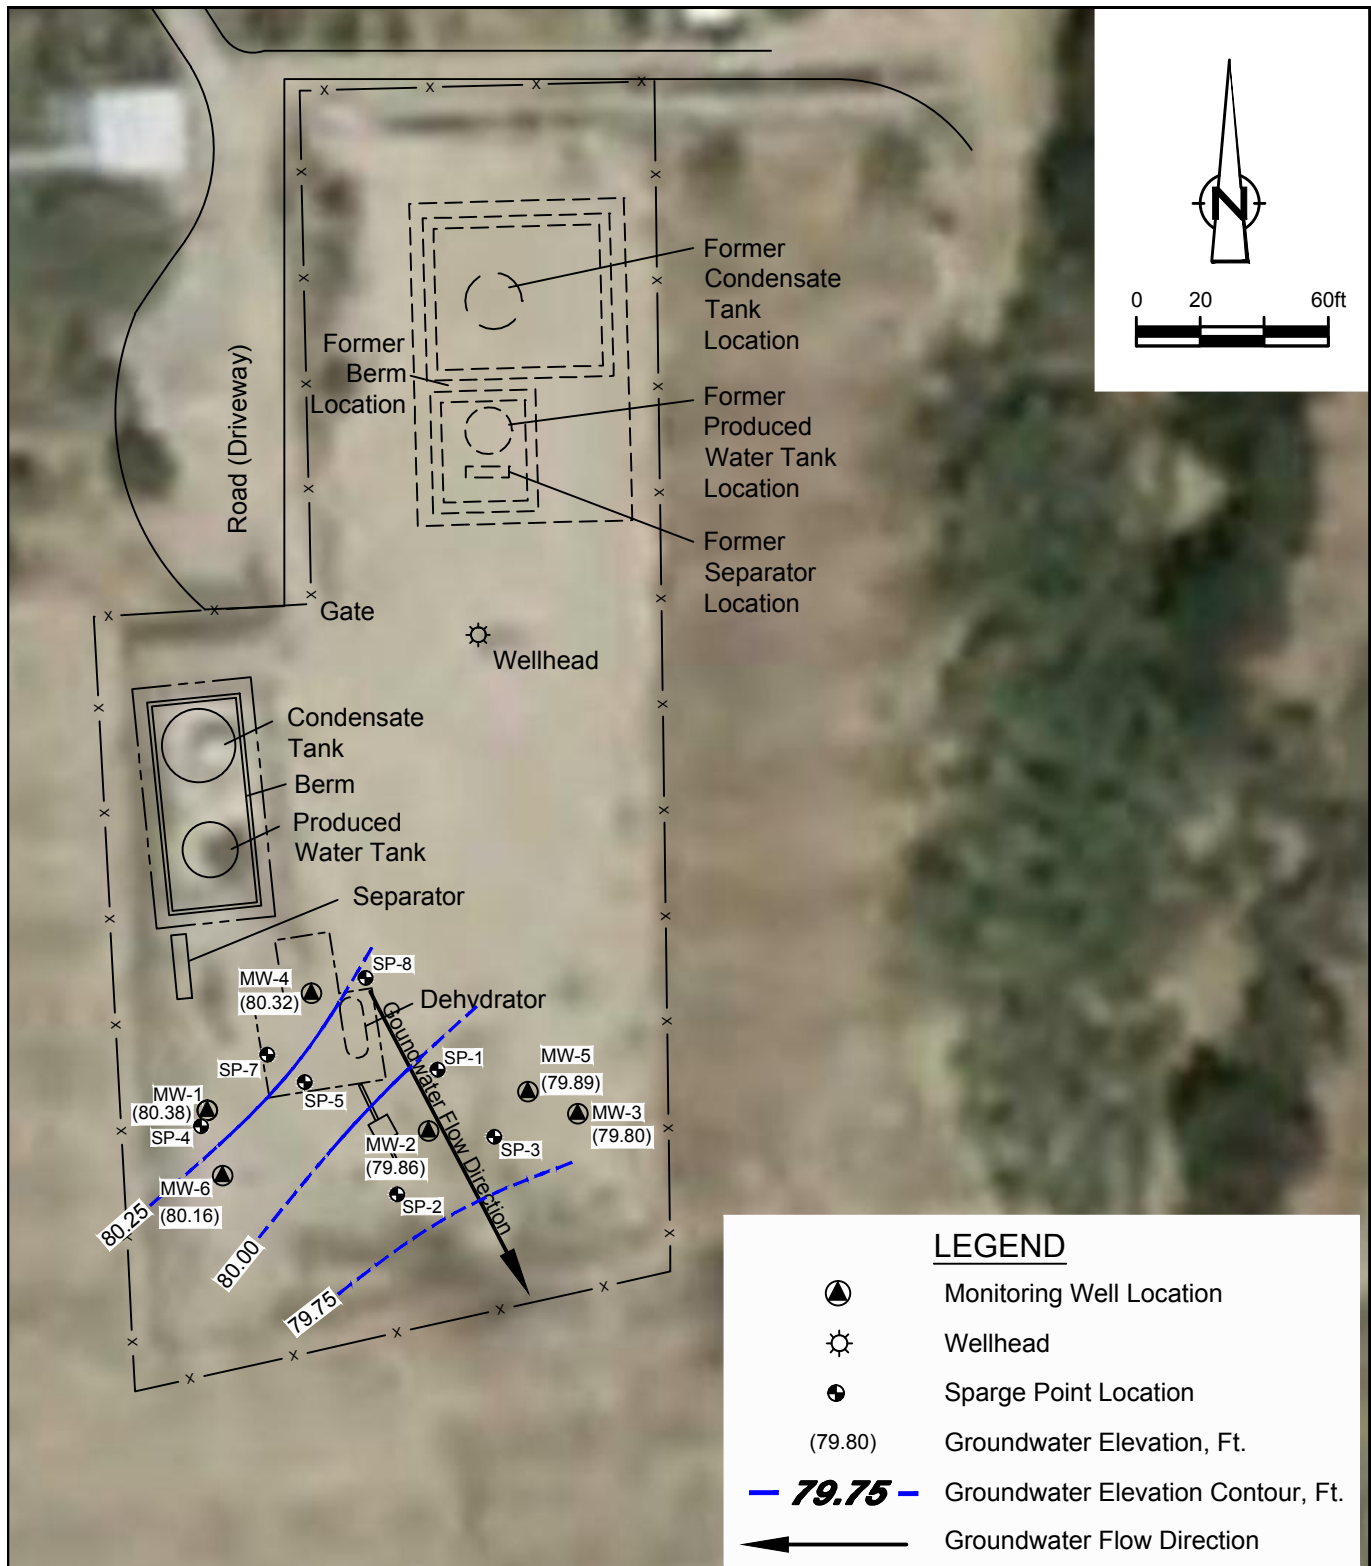 N
0 20 60ft
Former
Condensate
Tank
Location
Former
Berm
Location
Former
Produced
Water Tank
Location
Road (Driveway)
Former
Separator
Location
Gate
Wellhead
Condensate
Tank
Berm
Produced
Water Tank
Separator
MW-4
(80.32)
SP-8
Dehydrator
Goundwater Flow Direction
SP-7
SP-1
MW-5
(79.89)
SP-5
MW-1
(80.38)
SP-4
MW-3
(79.80)
MW-2
(79.86)
SP-3
MW-6
(80.16)
SP-2
80.25
80.00
79.75
LEGEND
Monitoring Well Location
Wellhead
Sparge Point Location
(79.80) Groundwater Elevation, Ft.
79.75 Groundwater Elevation Contour, Ft.
Groundwater Flow Direction